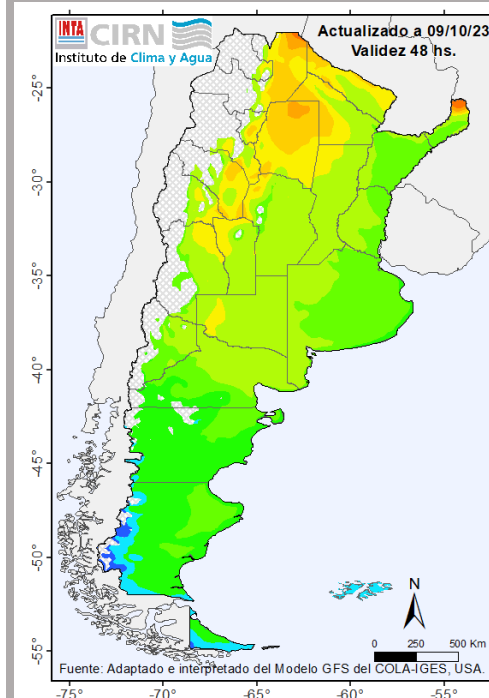 INTA CIRN
Instituto de Clima y Agua
Actualizado a 09/10/23
Validez 48 hs.
-25°
-30°
-35°
-40°
-45°
-50°
-55°
N
0 250 500 Km
Fuente: Adaptado e interpretado del Modelo GFS del COLA-IGES, USA.
-75° -70° -65° -60° -55°